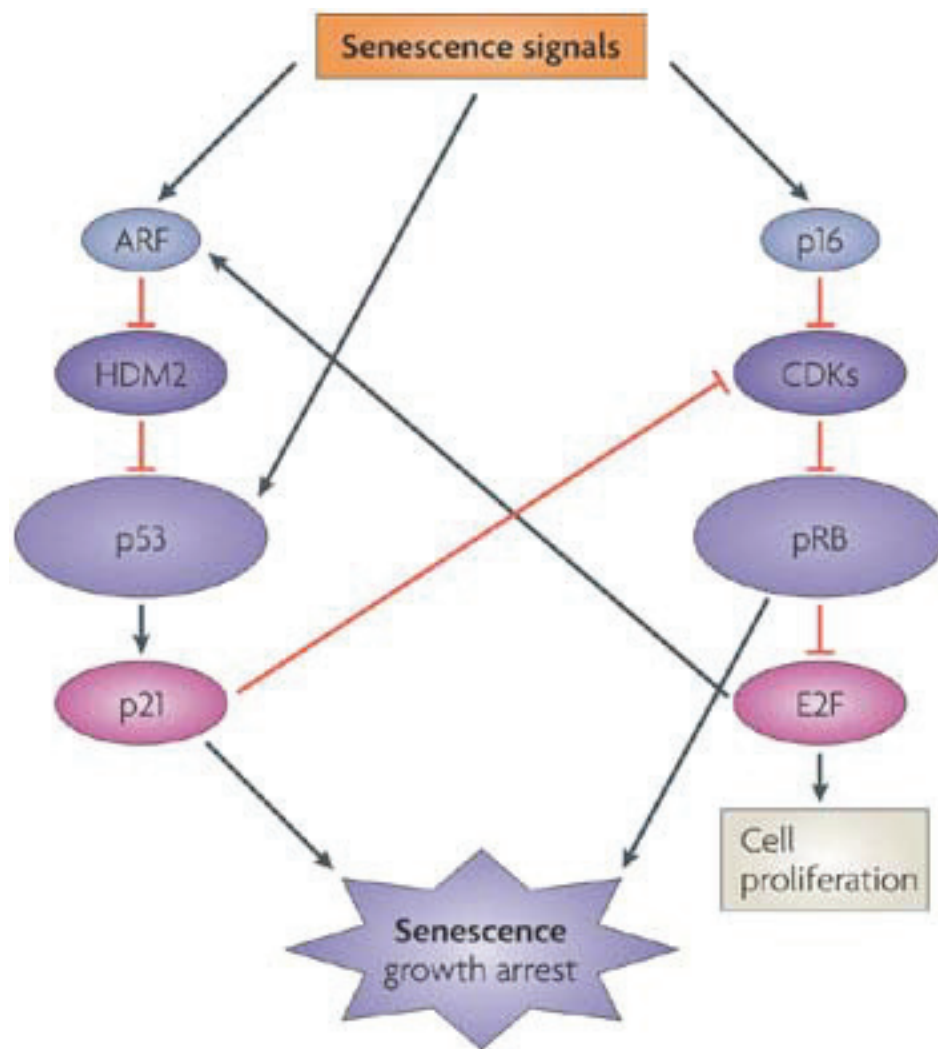 Senescence signals
ARF
p16
HDM2
CDKs
p53
pRB
p21
E2F
Cell
proliferation
Senescence
growth arrest